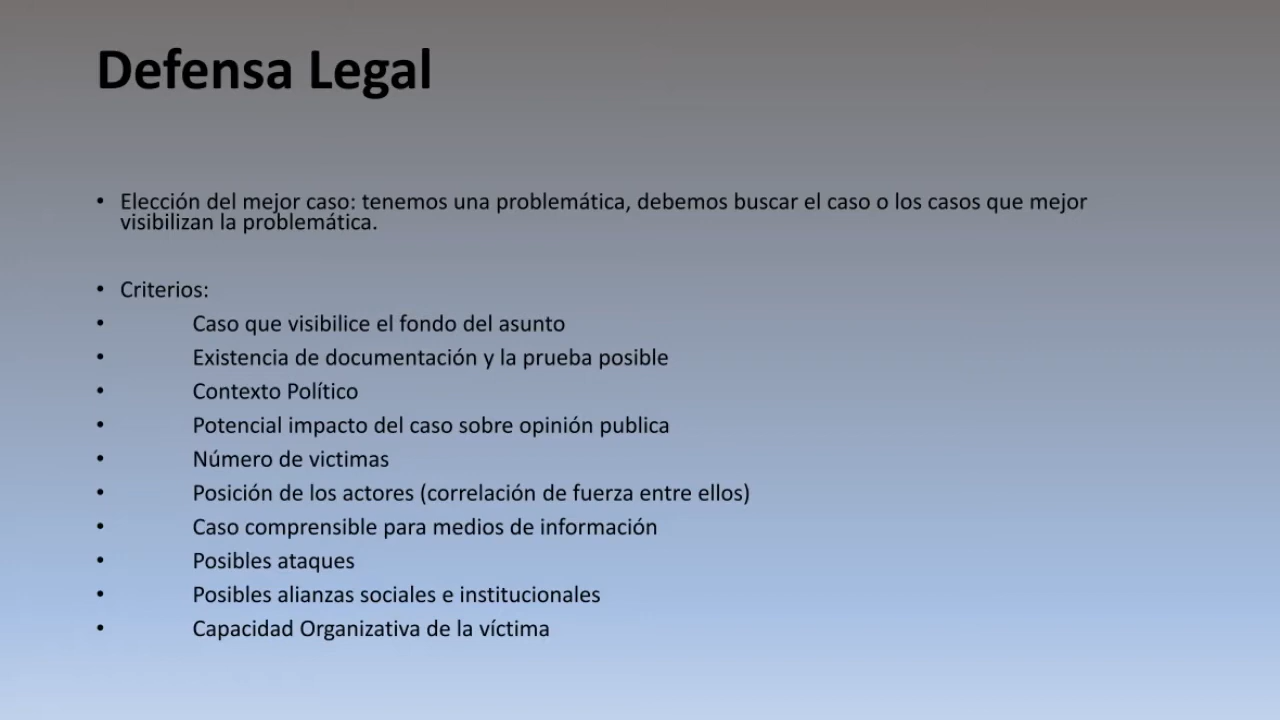 Defensa Legal
• Elección del mejor caso: tenemos una problemática, debemos buscar el caso o los casos que mejor
visibilizan la problemática.
• Criterios:
• Caso que visibilice el fondo del asunto
• Existencia de documentación y la prueba posible
• Contexto Político
• Potencial impacto del caso sobre opinión publica
• Número de victimas
• Posición de los actores (correlación de fuerza entre ellos)
• Caso comprensible para medios de información
• Posibles ataques
• Posibles alianzas sociales e institucionales
• Capacidad Organizativa de la víctima